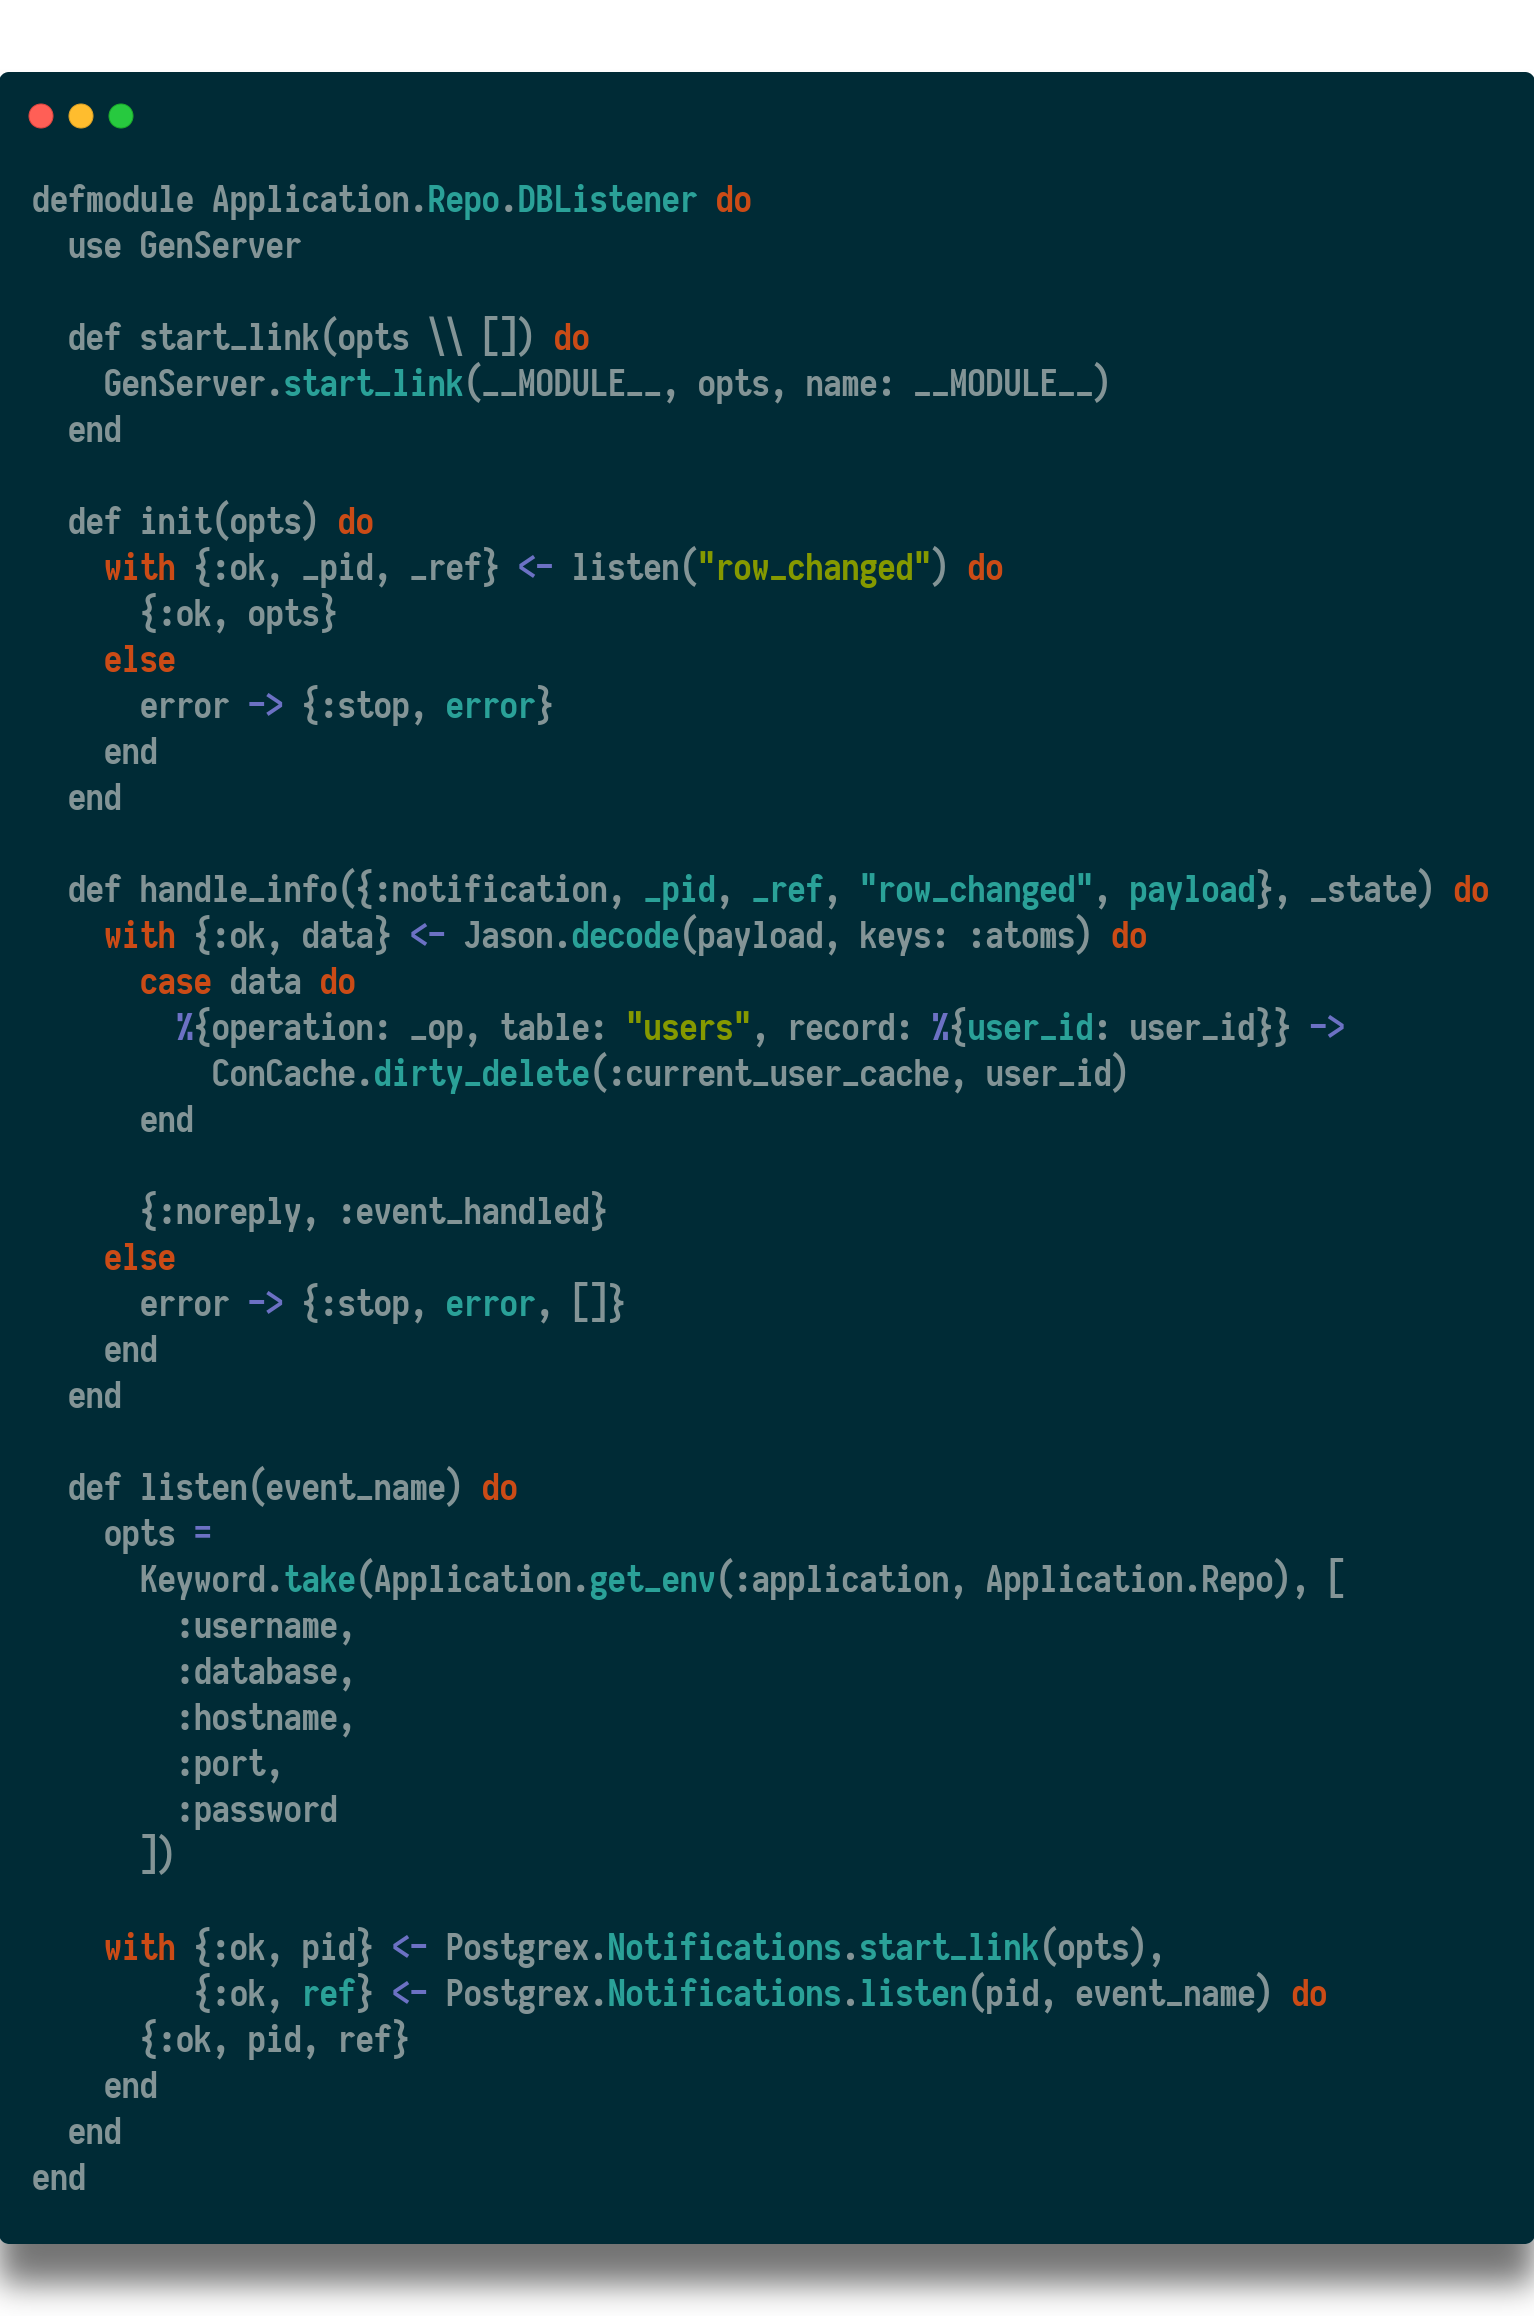 defmodule Application.Repo.DBListener do
  use GenServer

  def start_link(opts \\ []) do
    GenServer.start_link(__MODULE__, opts, name: __MODULE__)
  end

  def init(opts) do
    with {:ok, _pid, _ref} <- listen("row_changed") do
      {:ok, opts}
    else
      error -> {:stop, error}
    end
  end

  def handle_info({:notification, _pid, _ref, "row_changed", payload}, _state) do
    with {:ok, data} <- Jason.decode(payload, keys: :atoms) do
      case data do
        %{operation: _op, table: "users", record: %{user_id: user_id}} ->
          ConCache.dirty_delete(:current_user_cache, user_id)
      end

      {:noreply, :event_handled}
    else
      error -> {:stop, error, []}
    end
  end

  def listen(event_name) do
    opts =
      Keyword.take(Application.get_env(:application, Application.Repo), [
        :username,
        :database,
        :hostname,
        :port,
        :password
      ])

    with {:ok, pid} <- Postgrex.Notifications.start_link(opts),
         {:ok, ref} <- Postgrex.Notifications.listen(pid, event_name) do
      {:ok, pid, ref}
    end
  end
end